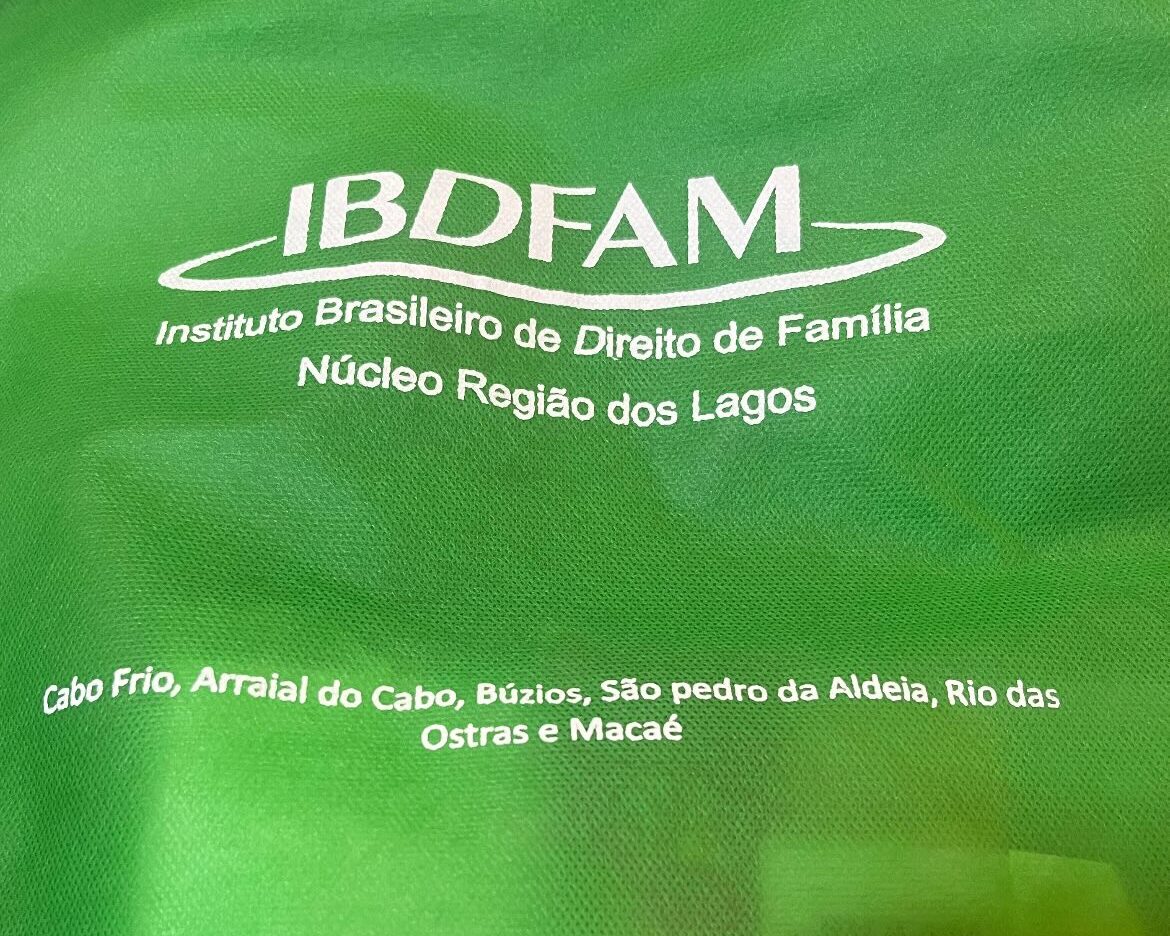 IBDFAM
Instituto Brasileiro de Direito de Família
Núcleo Região dos Lagos
Cabo Frio, Arraial do Cabo, Búzios, São pedro da Aldeia, Rio das
Ostras e Macaé